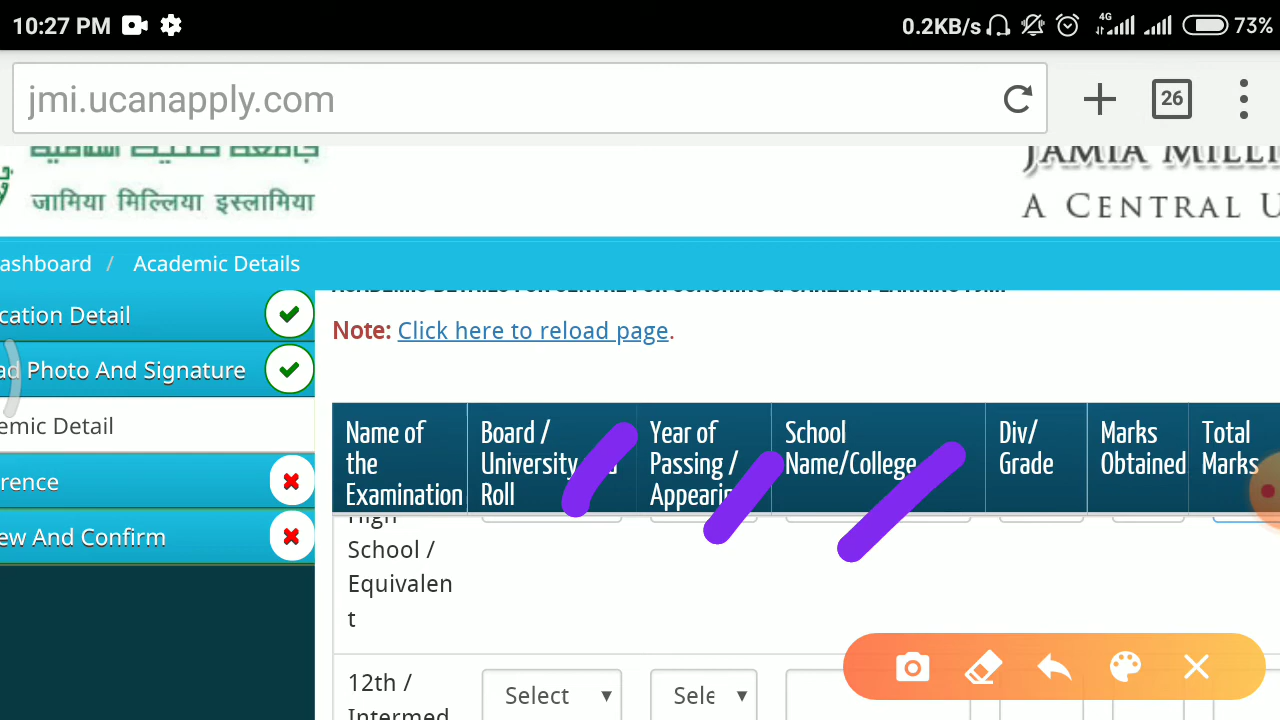 10:27 PM
0.2KB/s
4G
73%
jmi.ucanapply.com
26
जामिया मिल्लिया इस्लामिया
JAMIA MILLI
A CENTRAL U
ashboard / Academic Details
cation Detail
ad Photo And Signature
emic Detail
rence
ew And Confirm
Note: Click here to reload page.
Name of the Examination
Board / University Roll
Year of Passing / Appearin
School Name/College
Div/ Grade
Marks Obtained
Total Marks
High
School /
Equivalen
t
12th /
Intermed
Select
Sele